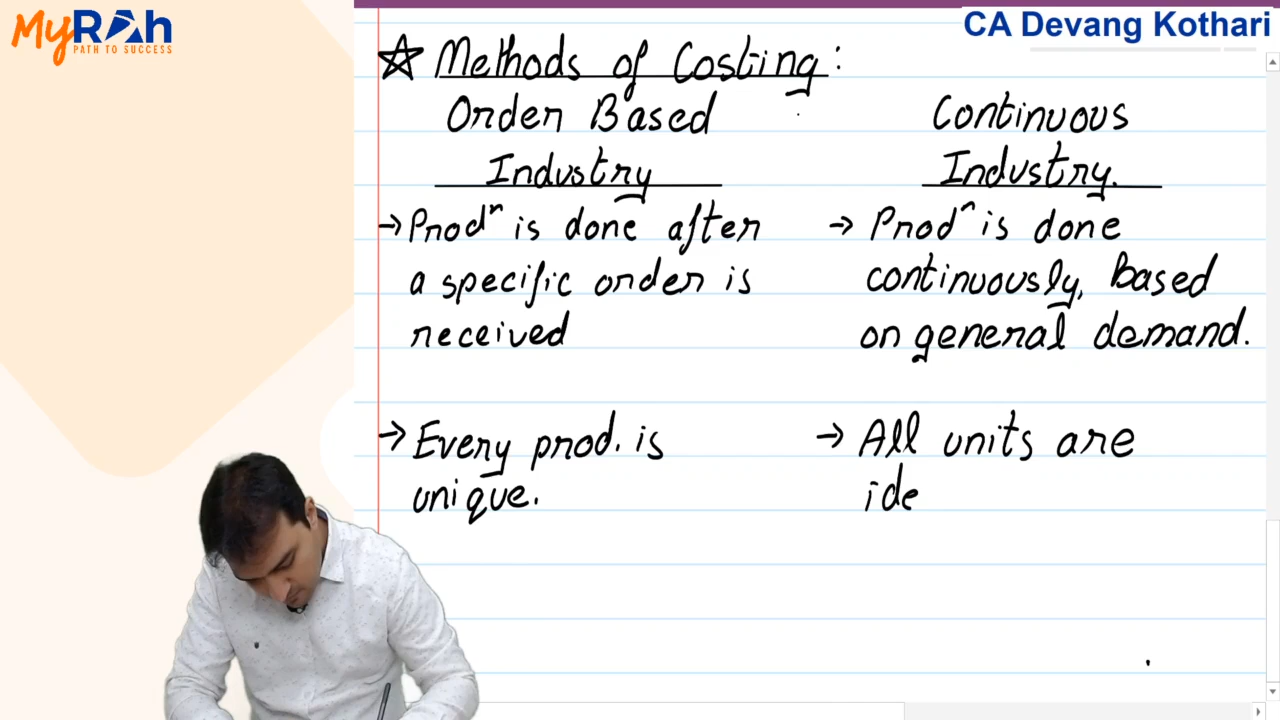 MyRAh
PATH TO SUCCESS
CA Devang Kothari
☆ Methods of Costing:
Order Based
Industry
→ Prodⁿ is done after
a specific order is
received
→ Every prod. is
unique.
Continuous
Industry.
→ Prodⁿ is done
continuously, Based
on general demand.
→ All units are
ide